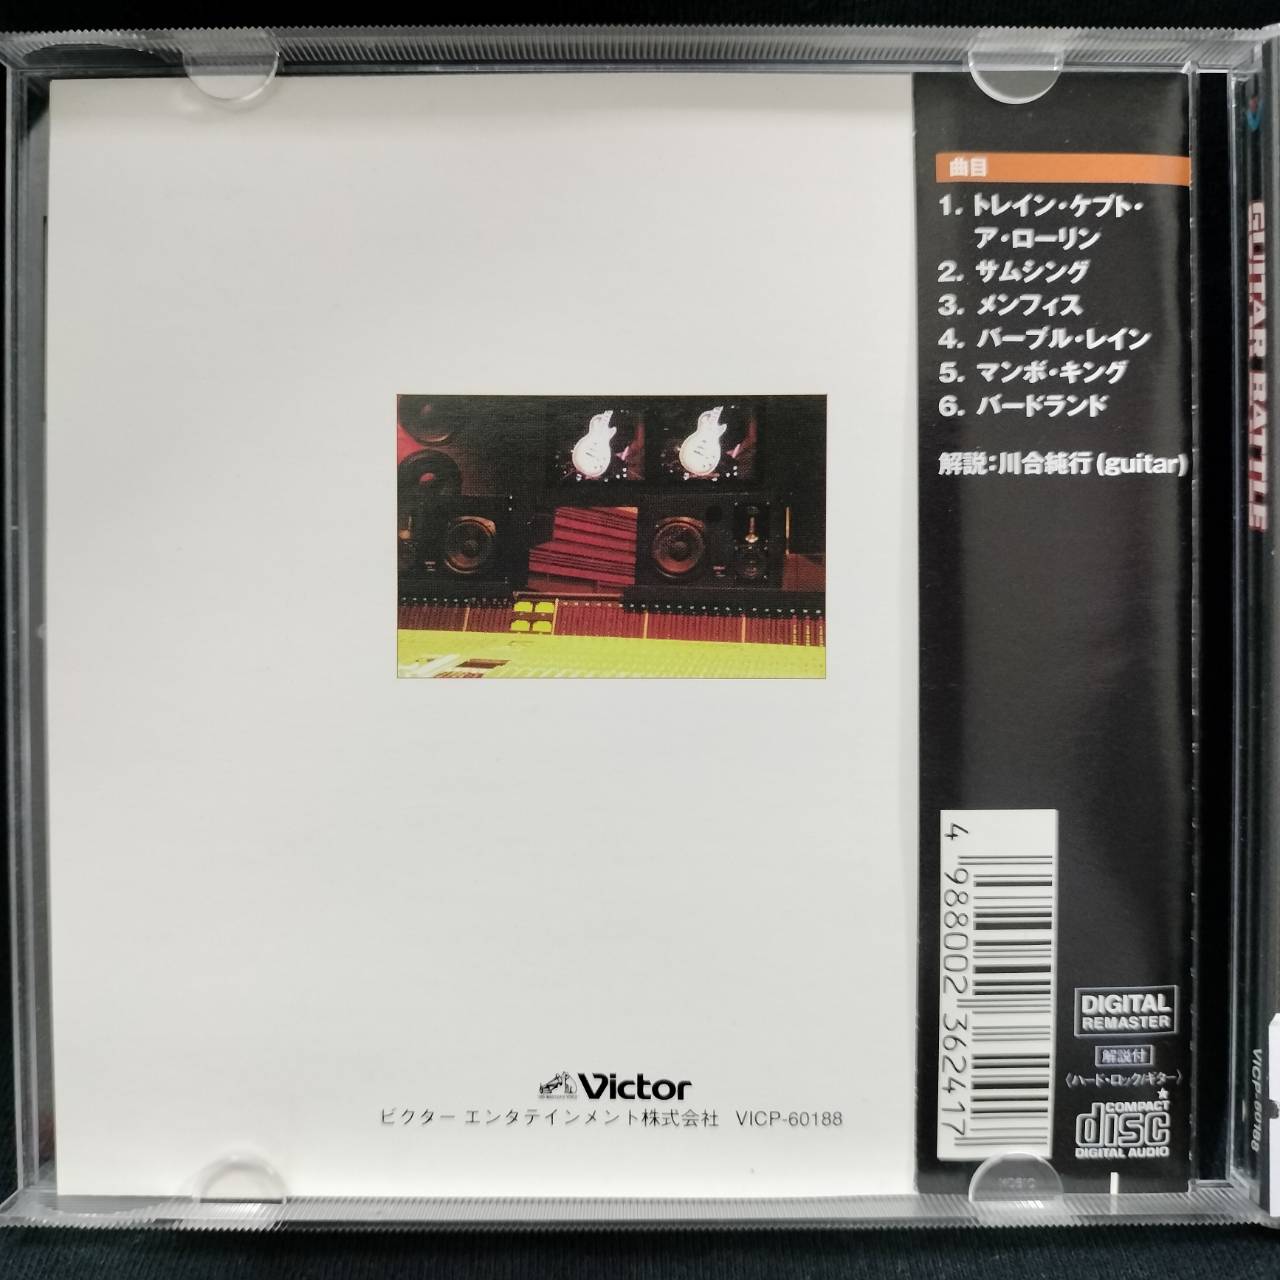 曲目
1. トレイン・ケプト・
ア・ローリン
2. サムシング
3. メンフィス
4. パープル・レイン
5. マンボ・キング
6. バードランド
解説:川合純行(guitar)
4 988002 362417
DIGITAL
REMASTER
解説付
〈ハード・ロック/ギター〉
★
COMPACT
disc
DIGITAL AUDIO
Victor
ビクター エンタテインメント株式会社 VICP-60188
GUITAR BATTLE
VICP-60188